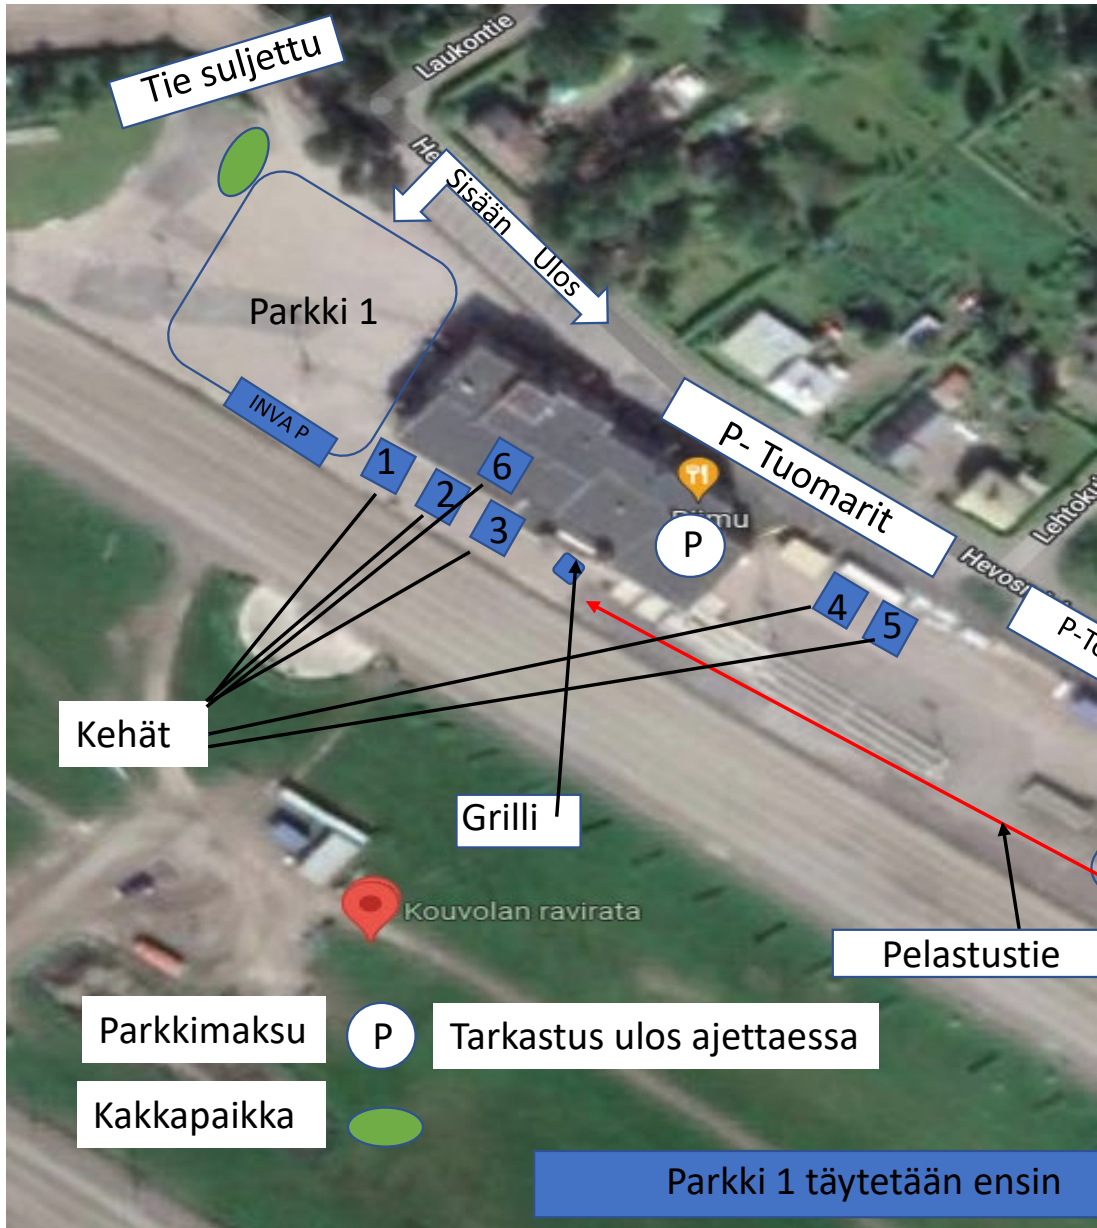 Tie suljettu
Laukontie
Sisään Ulos
Parkki 1
INVA P
P- Tuomarit
1
6
2
3
P
Lehtoku
4
5
Kehät
Grilli
Kouvolan ravirata
Pelastustie
Parkkimaksu P Tarkastus ulos ajettaessa
Kakkapaikka
Parkki 1 täytetään ensin